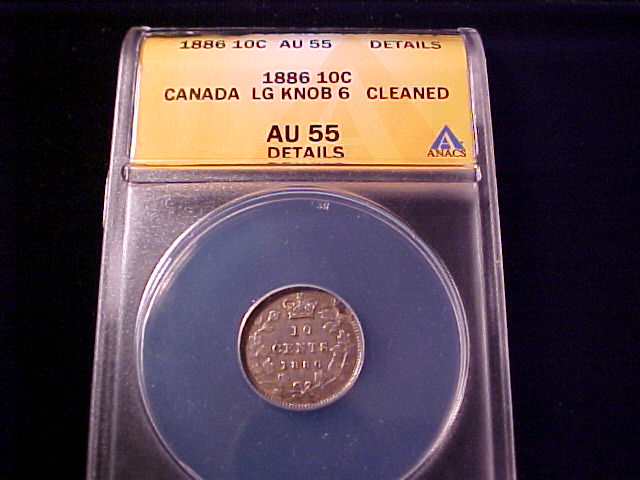 1886 10C AU 55 DETAILS
1886 10C
CANADA LG KNOB 6 CLEANED
AU 55
DETAILS
ANACS
10
CENTS
1886